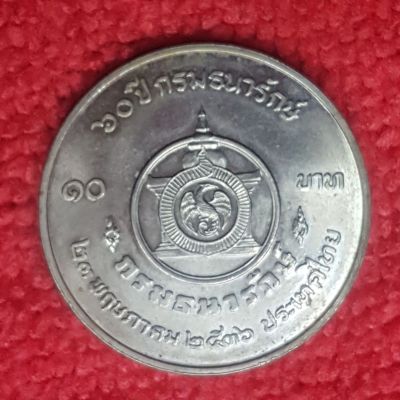 ๖๐ปี กรมธนารักษ์
๑๐ บาท
กรมธนารักษ์
๒๓ พฤษภาคม ๒๕๓๖ ประเทศไทย